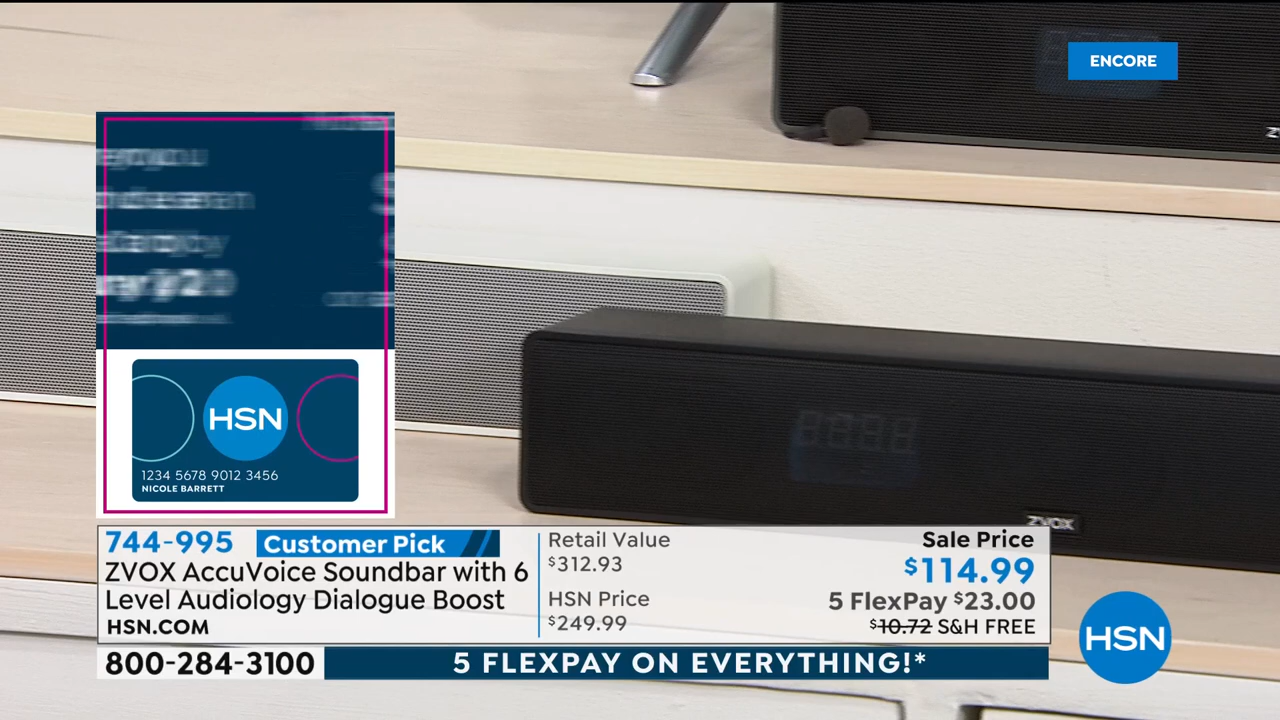 ENCORE
HSN
1234 5678 9012 3456
NICOLE BARRETT
ZVOX
744-995 Customer Pick
ZVOX AccuVoice Soundbar with 6
Level Audiology Dialogue Boost
HSN.COM
Retail Value
$312.93
HSN Price
$249.99
Sale Price
$114.99
5 FlexPay $23.00
$10.72 S&H FREE
800-284-3100
5 FLEXPAY ON EVERYTHING!*
HSN